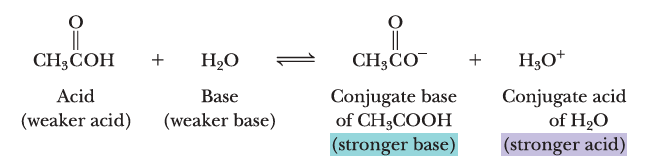 O O
CH₃COH + H₂O ⇌ CH₃CO⁻ + H₃O⁺
Acid Base Conjugate base Conjugate acid
(weaker acid) (weaker base) of CH₃COOH of H₂O
(stronger base) (stronger acid)